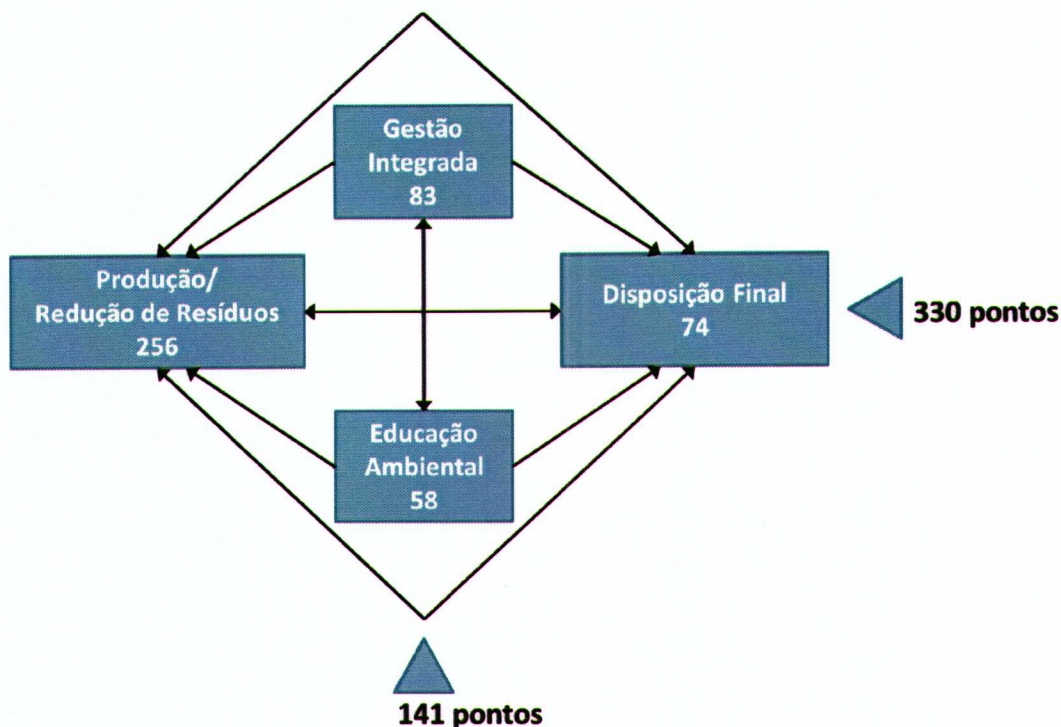 Gestão
Integrada
83
Produção/
Redução de Resíduos
256
Disposição Final
74
330 pontos
Educação
Ambiental
58
141 pontos